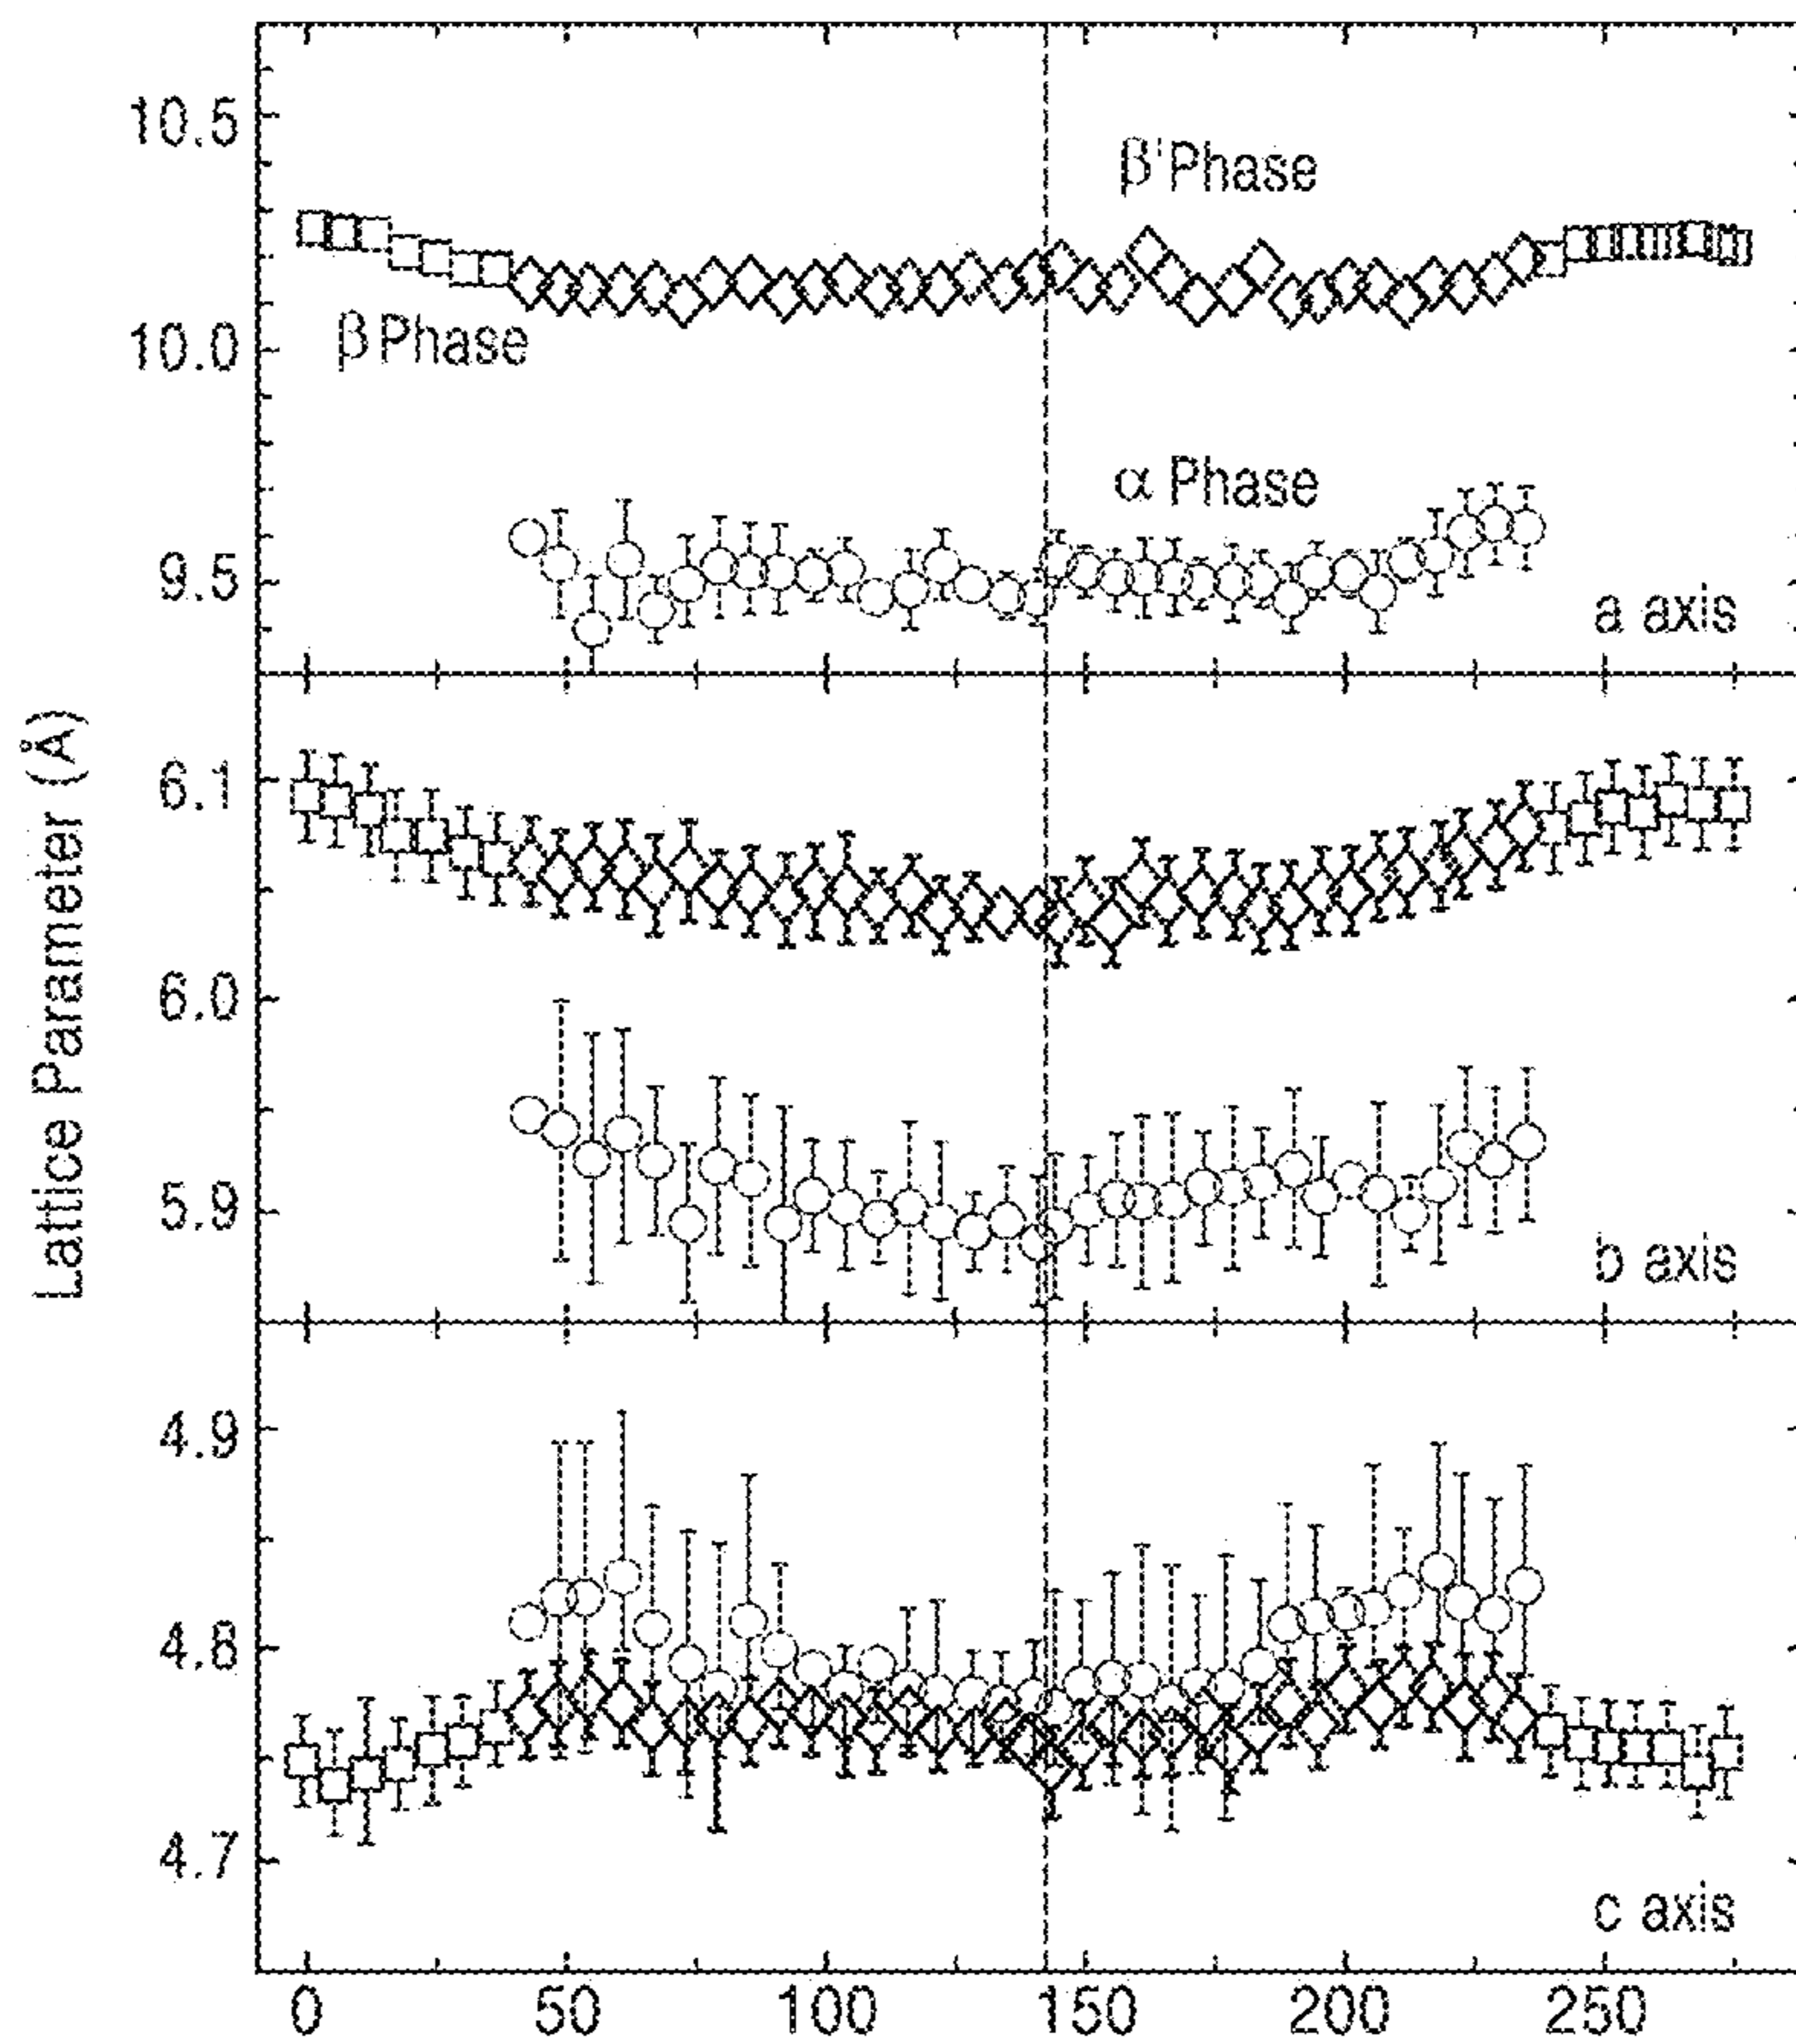 10.5
β' Phase
β Phase
10.0
α Phase
9.5
a axis
Lattice Parameter (Å)
6.1
6.0
5.9
b axis
4.9
4.8
4.7
c axis
0 50 100 150 200 250